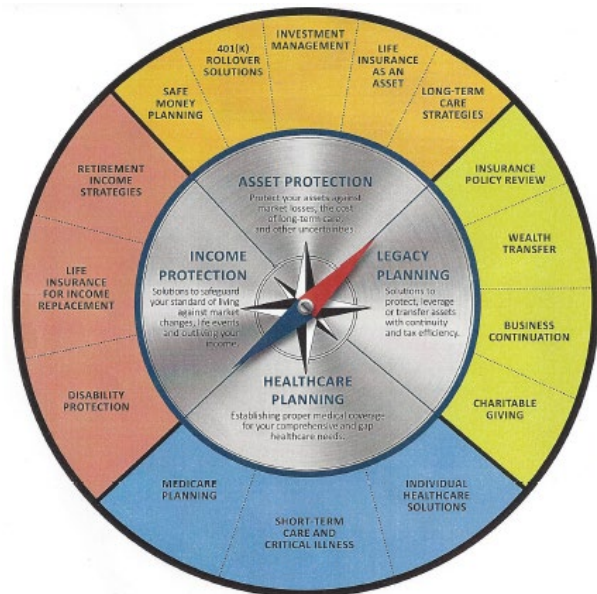 INVESTMENT
MANAGEMENT
401(K)
ROLLOVER
SOLUTIONS
LIFE
INSURANCE
AS AN
ASSET
SAFE
MONEY
PLANNING
LONG-TERM
CARE
STRATEGIES
RETIREMENT
INCOME
STRATEGIES
INSURANCE
POLICY REVIEW
ASSET PROTECTION
Protect your assets against
market losses, the cost
of long-term care,
and other uncertainties.
WEALTH
TRANSFER
INCOME
PROTECTION
Solutions to safeguard
your standard of living
against market
changes, life events
and outliving your
income.
LEGACY
PLANNING
Solutions to
protect, leverage
or transfer assets
with continuity
and tax efficiency.
LIFE
INSURANCE
FOR INCOME
REPLACEMENT
BUSINESS
CONTINUATION
HEALTHCARE
PLANNING
Establishing proper medical coverage
for your comprehensive and gap
healthcare needs.
DISABILITY
PROTECTION
CHARITABLE
GIVING
MEDICARE
PLANNING
SHORT-TERM
CARE AND
CRITICAL ILLNESS
INDIVIDUAL
HEALTHCARE
SOLUTIONS